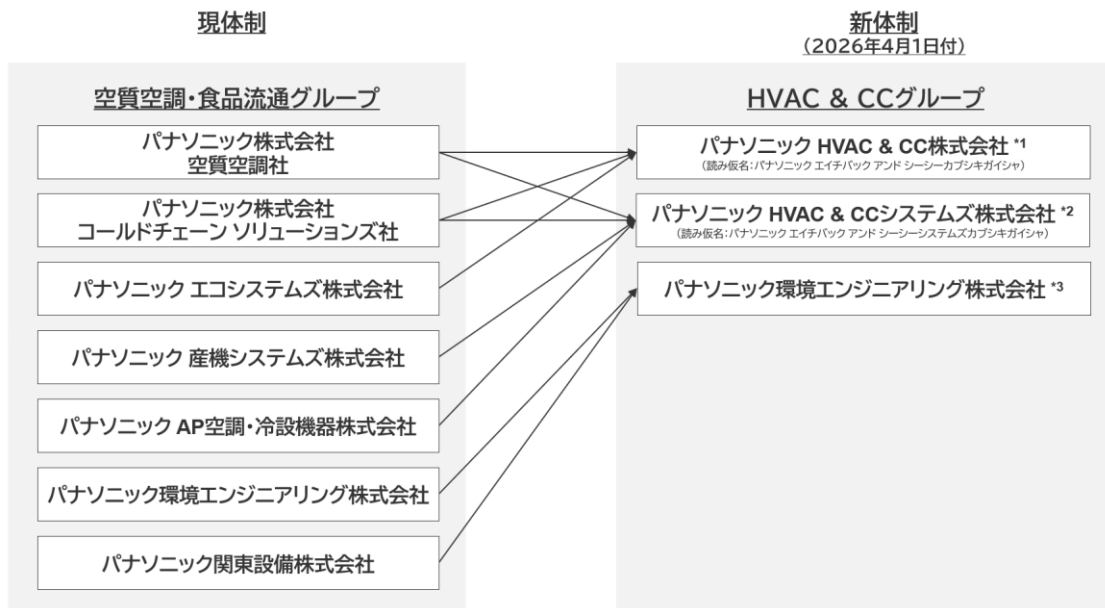 現体制
新体制
（2026年4月1日付）
空質空調・食品流通グループ
パナソニック株式会社
空質空調社
パナソニック株式会社
コールドチェーン ソリューションズ社
パナソニック エコシステムズ株式会社
パナソニック 産機システムズ株式会社
パナソニック AP空調・冷設機器株式会社
パナソニック環境エンジニアリング株式会社
パナソニック関東設備株式会社
HVAC & CCグループ
パナソニック HVAC & CC株式会社 *1
（読み仮名：パナソニック エイチバック アンド シーシーカブシキガイシャ）
パナソニック HVAC & CCシステムズ株式会社 *2
（読み仮名：パナソニック エイチバック アンド シーシーシステムズカブシキガイシャ）
パナソニック環境エンジニアリング株式会社 *3